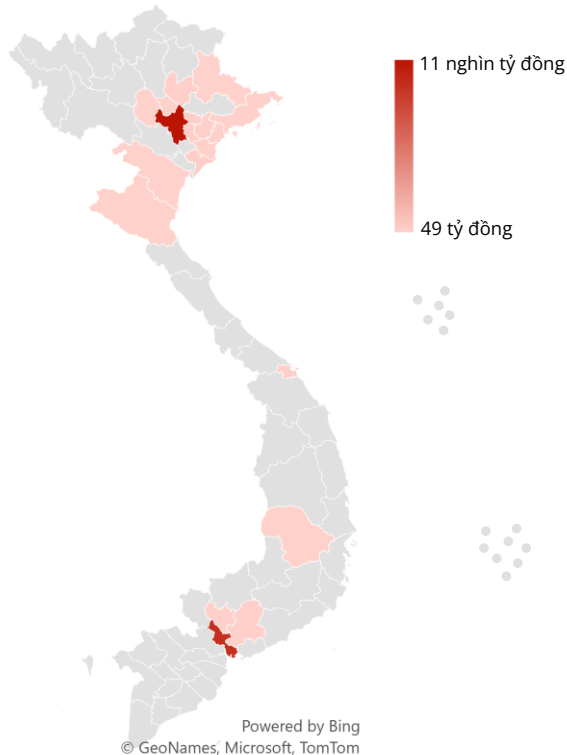 11 nghìn tỷ đồng
49 tỷ đồng
Powered by Bing
© GeoNames, Microsoft, TomTom